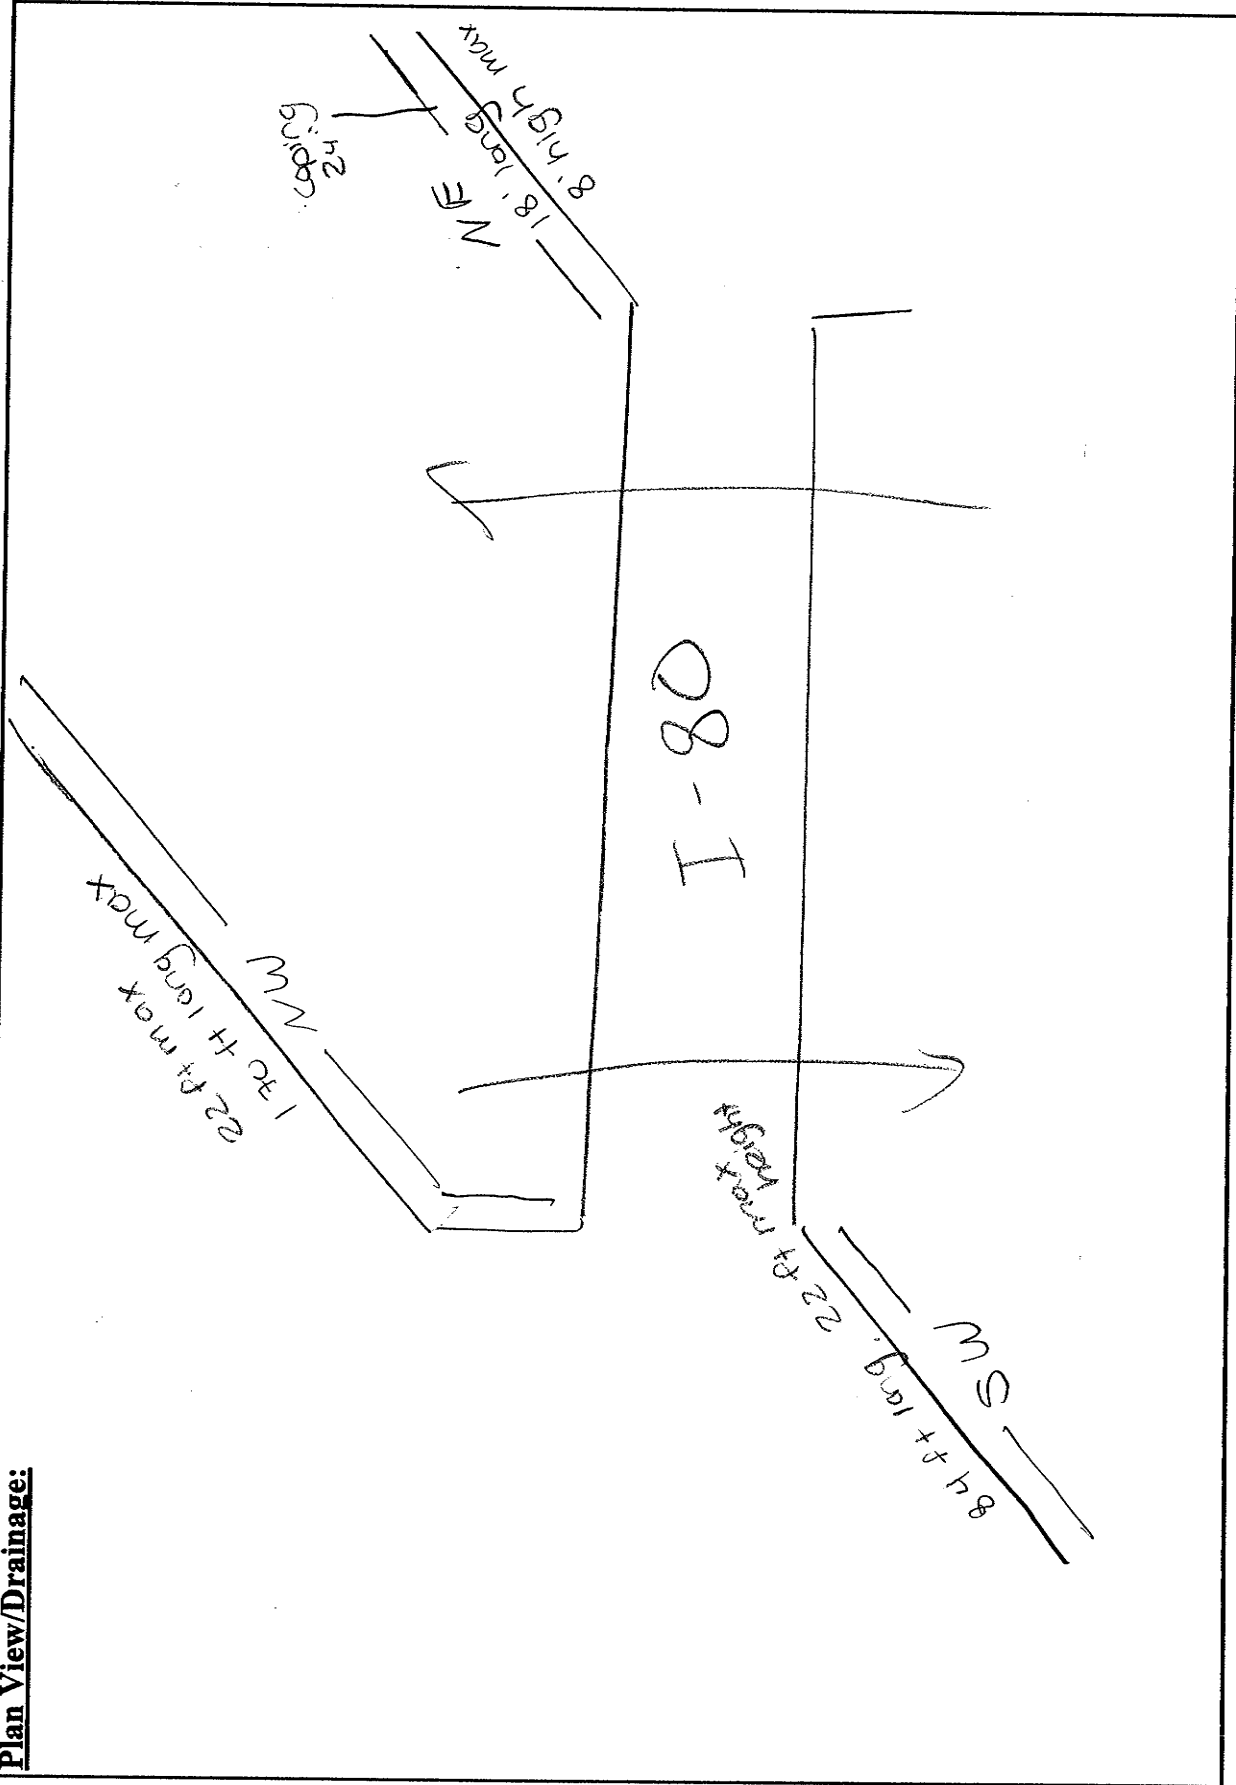 Plan View/Drainage:
NW
170 ft long max
22 ft max
NE
18' long
8' high max
24"
coping
I-80
84 ft long, 22 ft max
height
SW